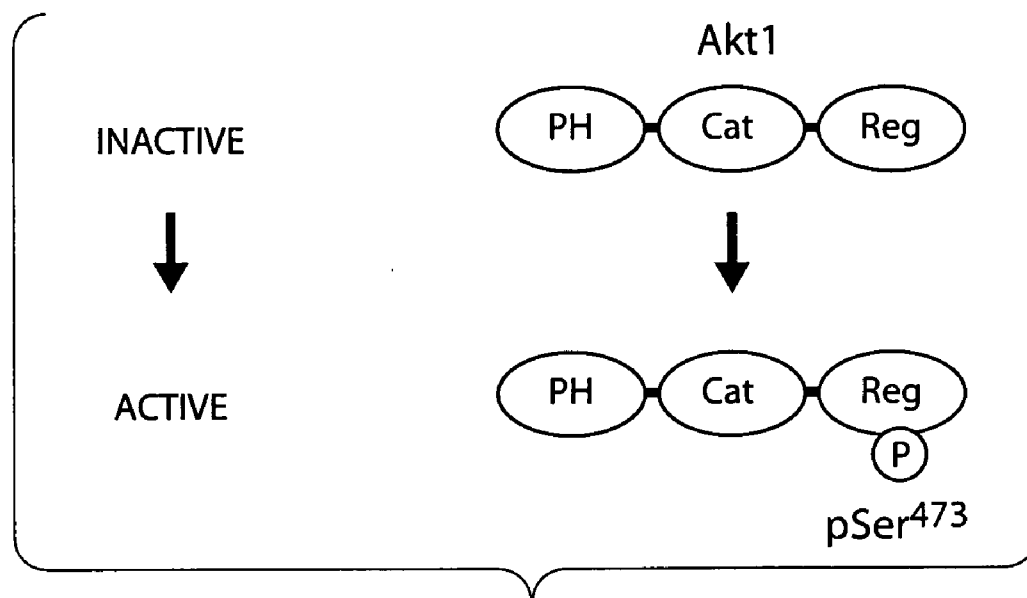 Akt1
INACTIVE
PH Cat Reg
ACTIVE
PH Cat Reg
P
pSer473